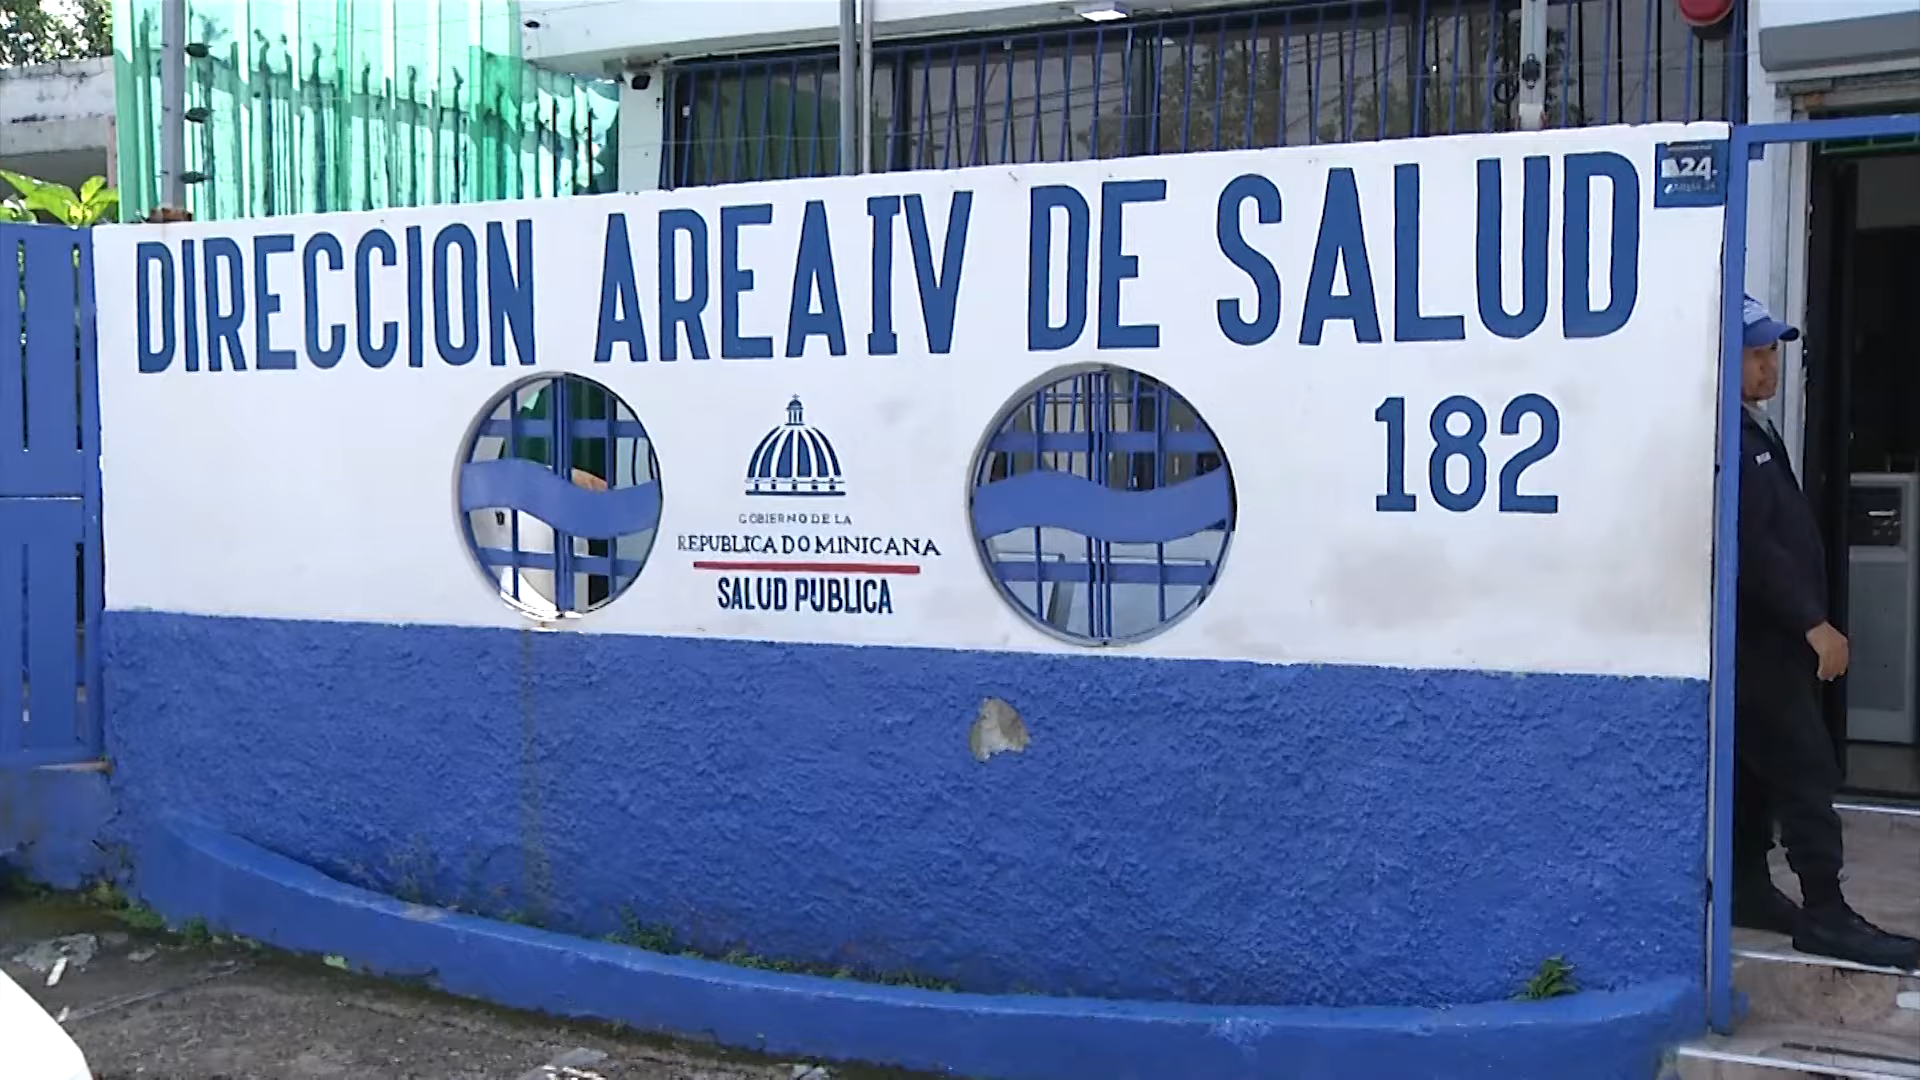 DIRECCION AREA IV DE SALUD
24
182
GOBIERNO DE LA
REPUBLICA DOMINICANA
SALUD PUBLICA